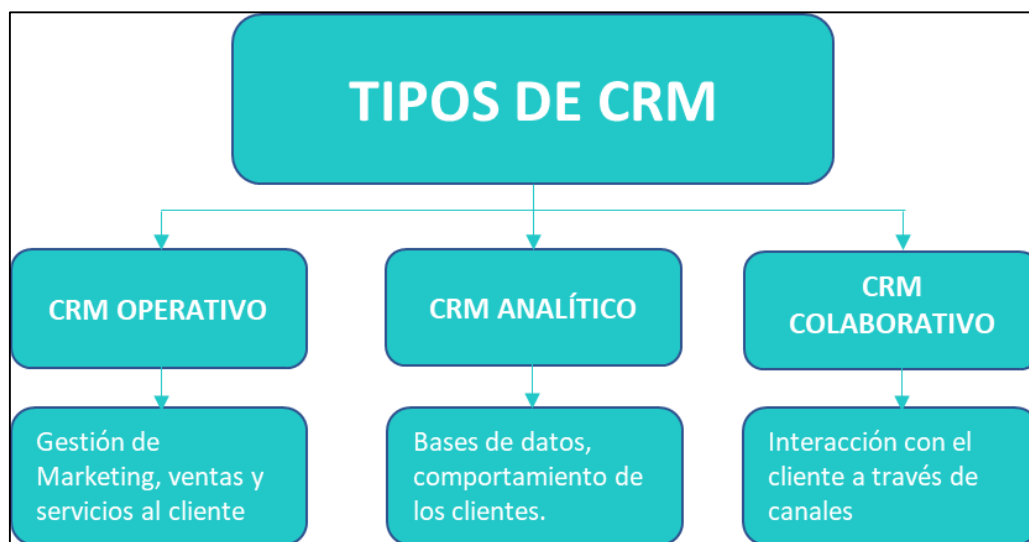 TIPOS DE CRM
CRM OPERATIVO
CRM ANALÍTICO
CRM
COLABORATIVO
Gestión de
Marketing, ventas y
servicios al cliente
Bases de datos,
comportamiento de
los clientes.
Interacción con el
cliente a través de
canales